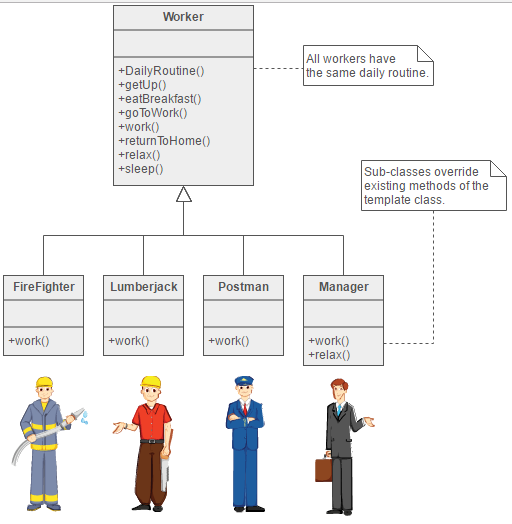 Worker
+DailyRoutine()
+getUp()
+eatBreakfast()
+goToWork()
+work()
+returnToHome()
+relax()
+sleep()
All workers have
the same daily routine.
Sub-classes override
existing methods of the
template class.
FireFighter
+work()
Lumberjack
+work()
Postman
+work()
Manager
+work()
+relax()